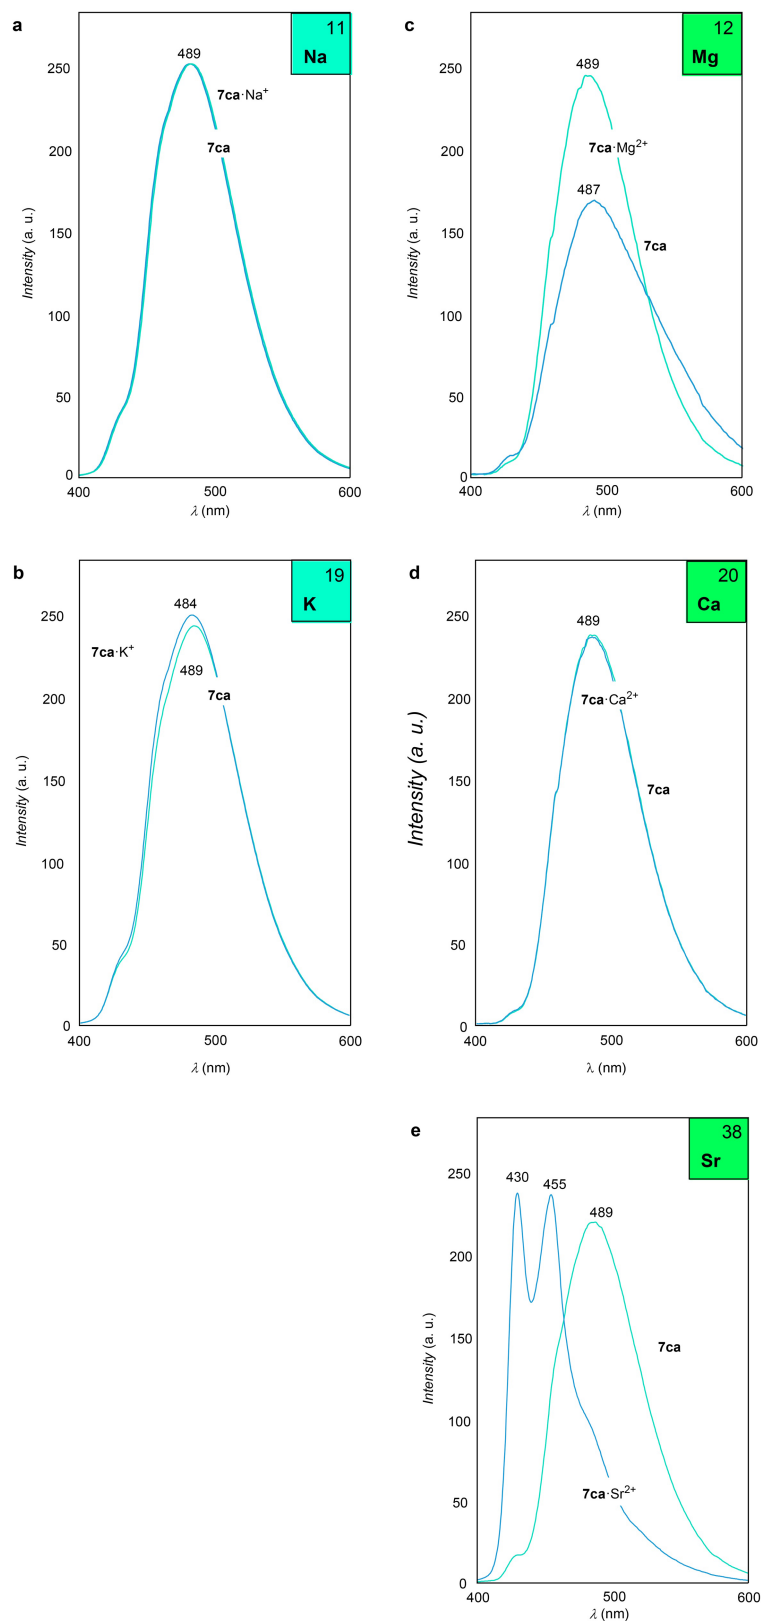 a
11
Na
489
7ca·Na⁺
7ca
250
200
150
100
50
0
400
500
600
λ (nm)
Intensity (a. u.)
c
12
Mg
489
7ca·Mg²⁺
487
7ca
250
200
150
100
50
0
400
500
600
λ (nm)
Intensity (a. u.)
b
19
K
484
7ca·K⁺
489
7ca
250
200
150
100
50
0
400
500
600
λ (nm)
Intensity (a. u.)
d
20
Ca
489
7ca·Ca²⁺
7ca
250
200
150
100
50
0
400
500
600
λ (nm)
Intensity (a. u.)
e
38
Sr
430
455
489
7ca
7ca·Sr²⁺
250
200
150
100
50
0
400
500
600
λ (nm)
Intensity (a. u.)